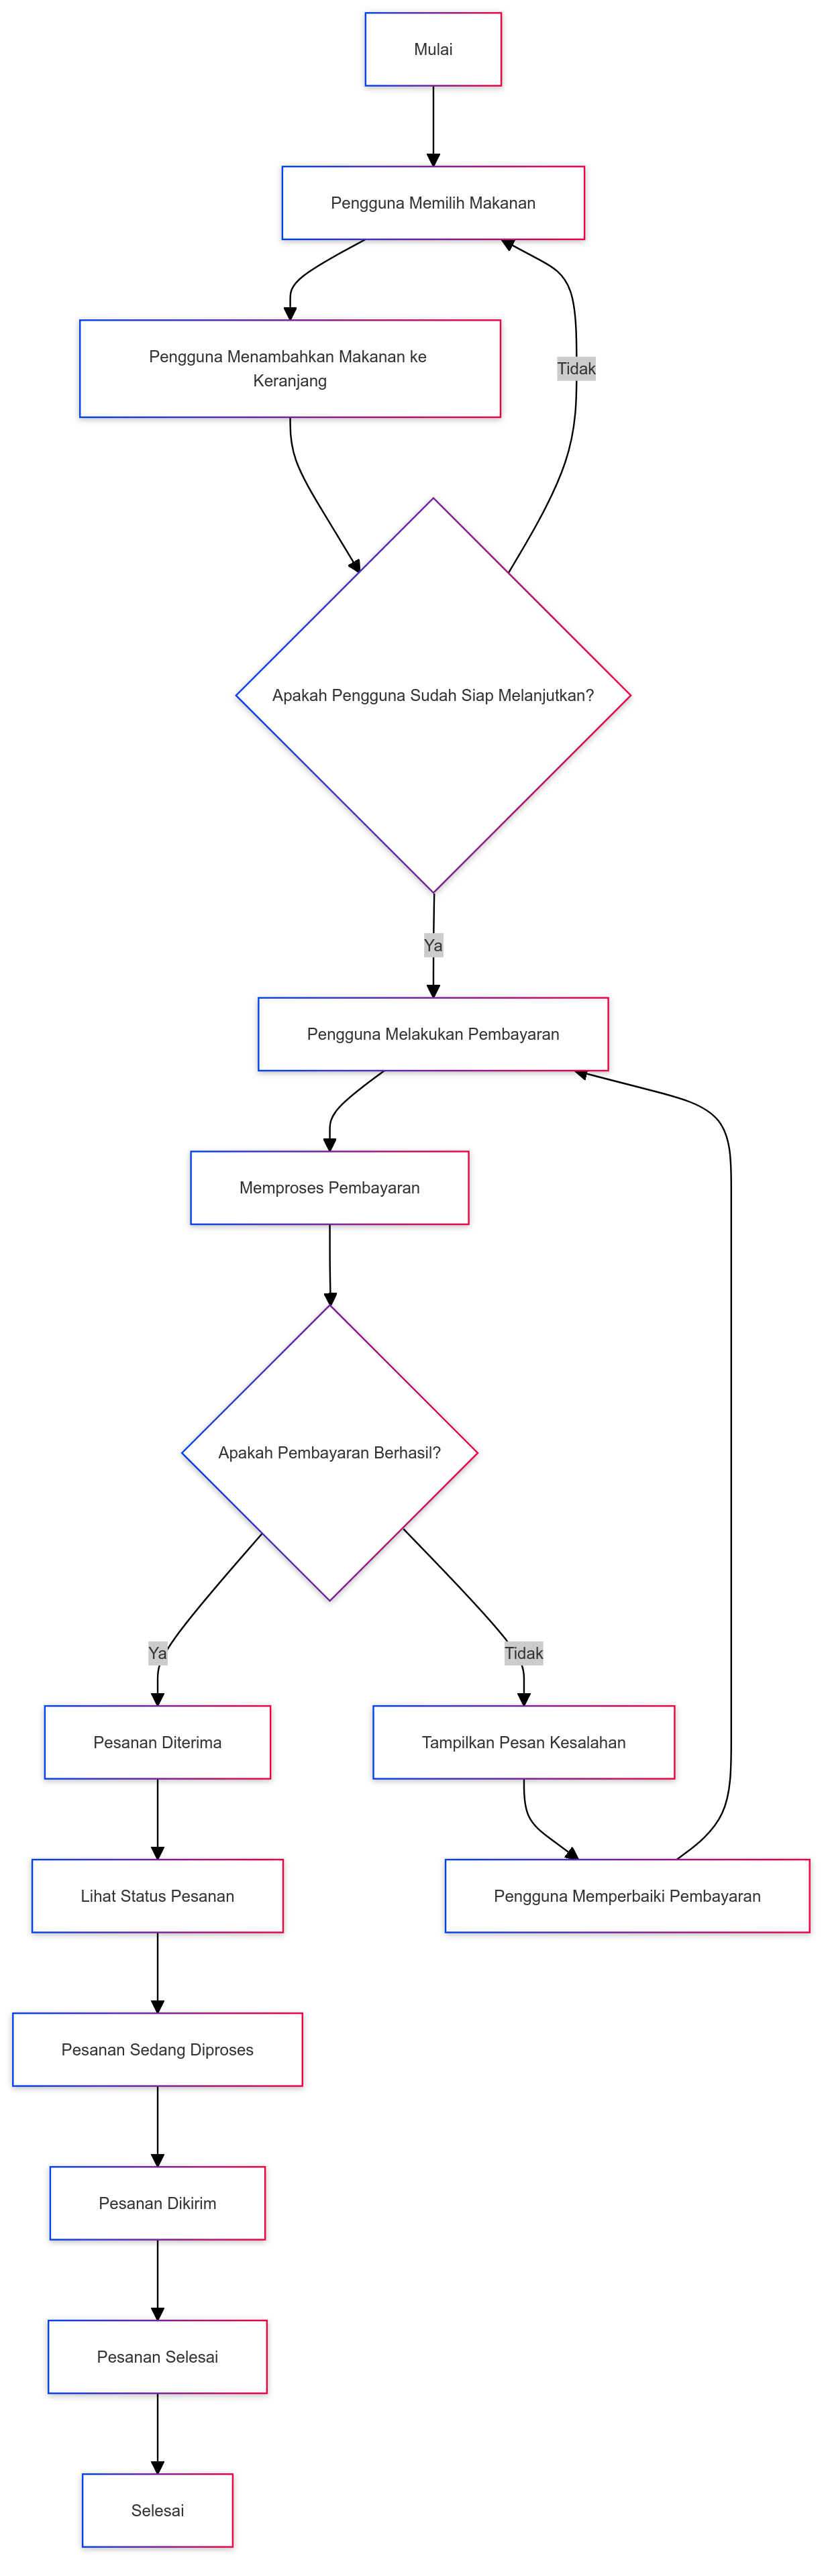 Mulai
Pengguna Memilih Makanan
Pengguna Menambahkan Makanan ke
Keranjang
Tidak
Apakah Pengguna Sudah Siap Melanjutkan?
Ya
Pengguna Melakukan Pembayaran
Memproses Pembayaran
Apakah Pembayaran Berhasil?
Ya
Tidak
Pesanan Diterima
Tampilkan Pesan Kesalahan
Lihat Status Pesanan
Pengguna Memperbaiki Pembayaran
Pesanan Sedang Diproses
Pesanan Dikirim
Pesanan Selesai
Selesai